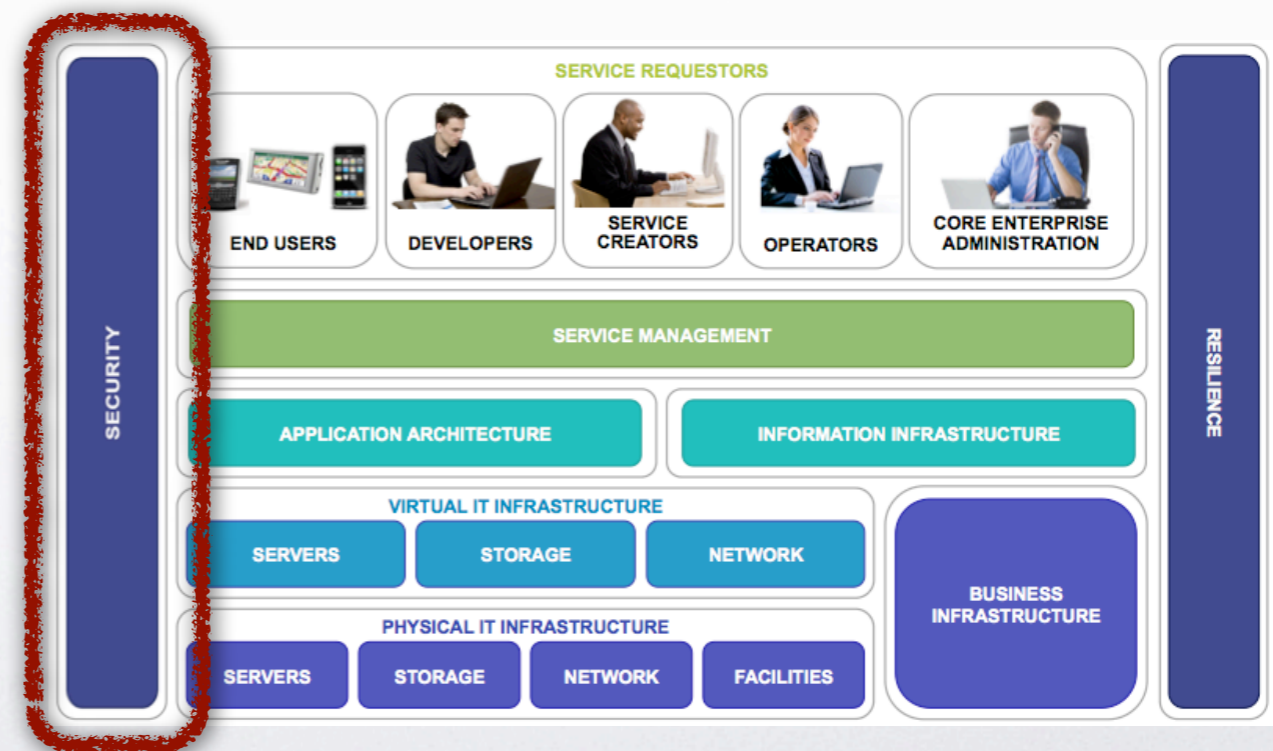 SECURITY
SERVICE REQUESTORS
END USERS
DEVELOPERS
SERVICE
CREATORS
OPERATORS
CORE ENTERPRISE
ADMINISTRATION
SERVICE MANAGEMENT
APPLICATION ARCHITECTURE
INFORMATION INFRASTRUCTURE
VIRTUAL IT INFRASTRUCTURE
SERVERS
STORAGE
NETWORK
PHYSICAL IT INFRASTRUCTURE
SERVERS
STORAGE
NETWORK
FACILITIES
BUSINESS
INFRASTRUCTURE
RESILIENCE